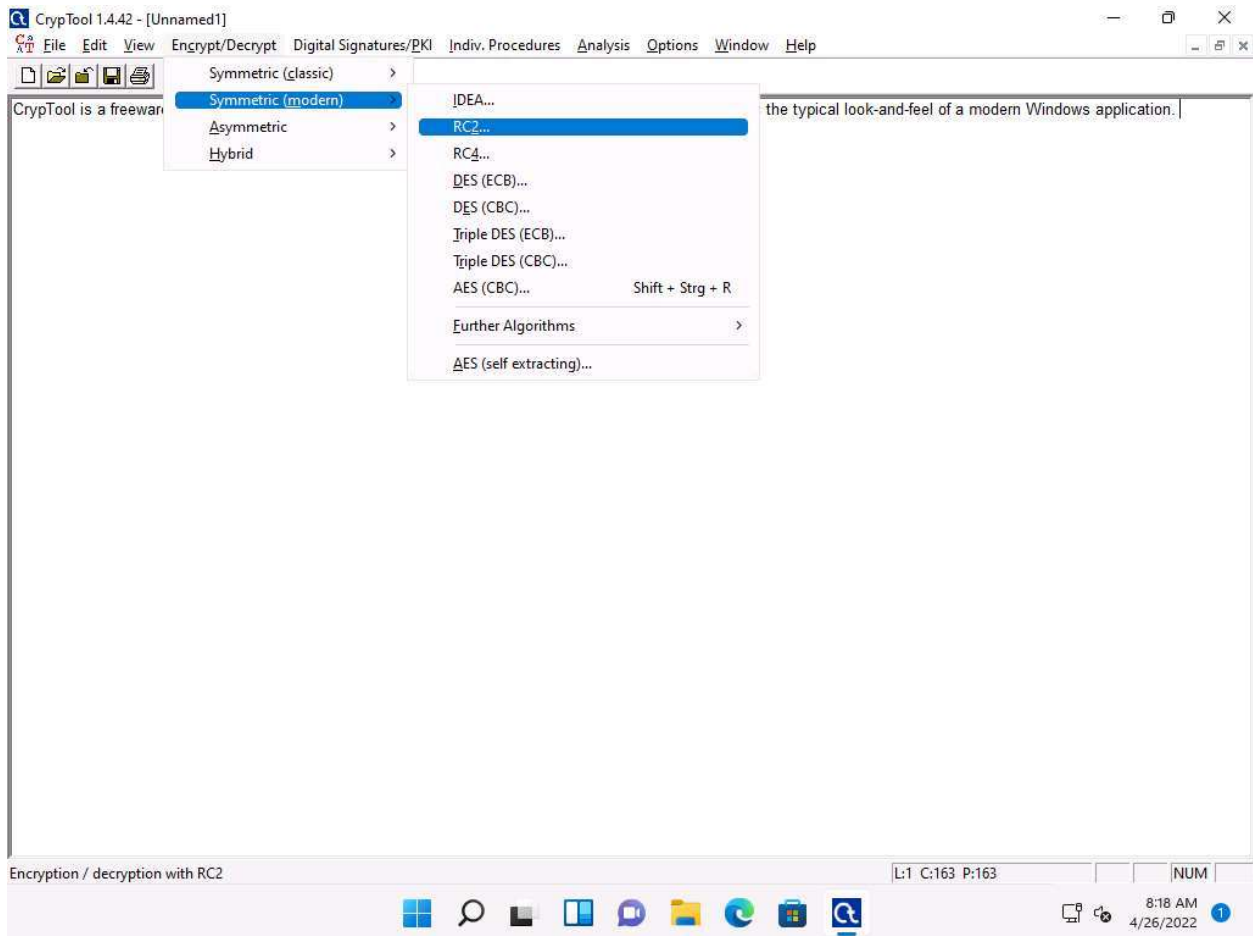 CrypTool 1.4.42 - [Unnamed1]
File Edit View Encrypt/Decrypt Digital Signatures/PKI Indiv. Procedures Analysis Options Window Help
Symmetric (classic)
Symmetric (modern)
Asymmetric
Hybrid
IDEA...
RC2...
RC4...
DES (ECB)...
DES (CBC)...
Triple DES (ECB)...
Triple DES (CBC)...
AES (CBC)... Shift + Strg + R
Further Algorithms
AES (self extracting)...
CrypTool is a freeware the typical look-and-feel of a modern Windows application.
Encryption / decryption with RC2 L:1 C:163 P:163 NUM
8:18 AM
4/26/2022
1